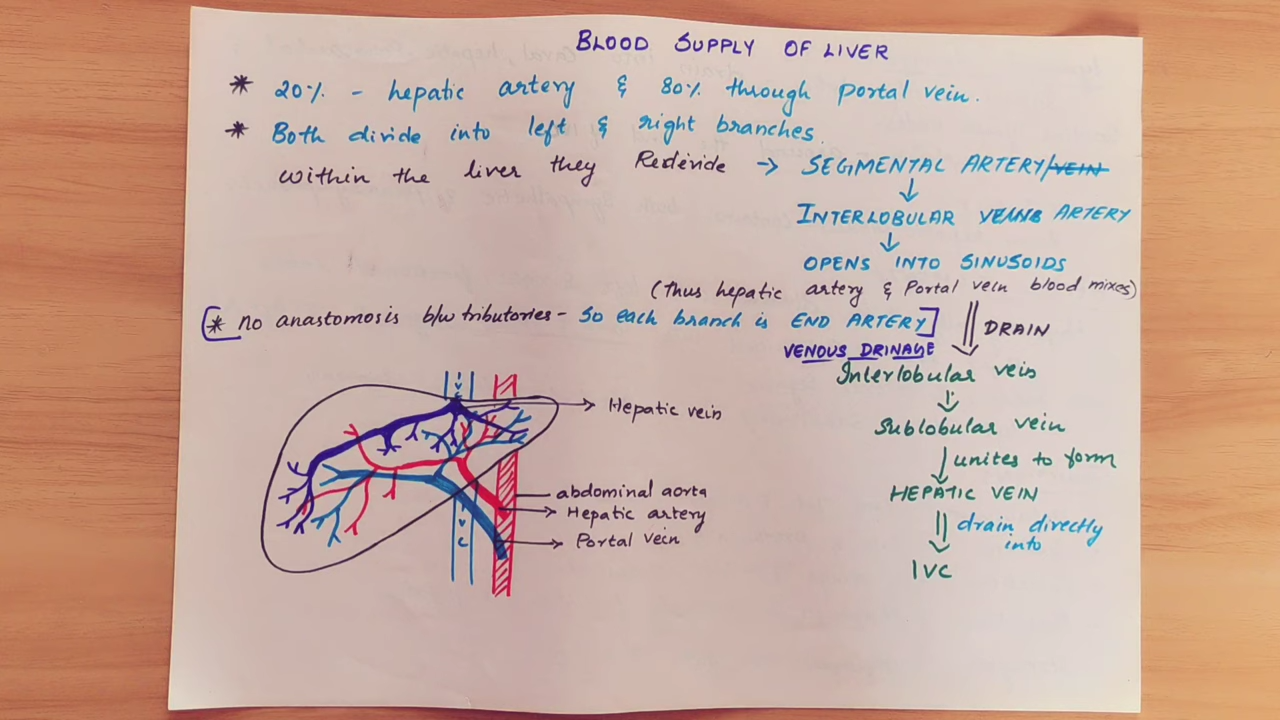 BLOOD SUPPLY OF LIVER
* 20% - hepatic artery & 80% through portal vein.
* Both divide into left & right branches
within the liver they Redivide → SEGMENTAL ARTERY/VEIN
↓
INTERLOBULAR ARTERY
↓
OPENS INTO SINUSOIDS
(thus hepatic artery & Portal vein blood mixes)
[* no anastomosis b/w tributories - So each branch is END ARTERY]
DRAIN
VENOUS DRINAGE
Interlobular vein
↓
Sublobular vein
↓ unites to form
HEPATIC VEIN
drain directly
into
IVC
IVC
→ Hepatic vein
abdominal aorta
→ Hepatic artery
→ Portal vein
IVC